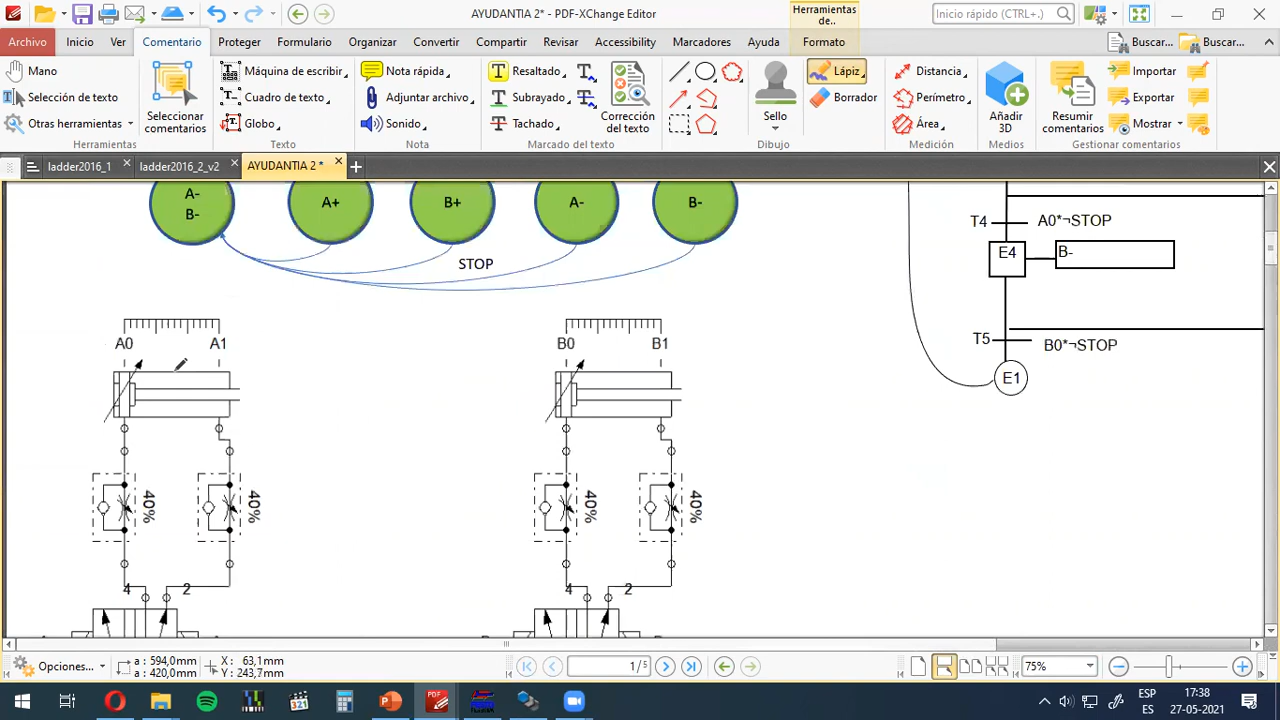 AYUDANTIA 2 * - PDF-XChange Editor
Herramientas de..
Inicio rápido (CTRL+.)
Archivo Inicio Ver Comentario Proteger Formulario Organizar Convertir Compartir Revisar Accessibility Marcadores Ayuda Formato Buscar... Buscar...
Mano
Selección de texto
Otras herramientas
Seleccionar comentarios
Herramientas
Máquina de escribir
Cuadro de texto
Globo
Texto
Nota rápida
Adjuntar archivo
Sonido
Nota
Resaltado
Subrayado
Tachado
Corrección del texto
Marcado del texto
Sello
Lápiz
Borrador
Dibujo
Distancia
Perímetro
Área
Medición
Añadir 3D
Medios
Resumir comentarios
Importar
Exportar
Mostrar
Gestionar comentarios
ladder2016_1 ladder2016_2_v2 AYUDANTIA 2 *
A-
B-
A+
B+
A-
B-
STOP
T4 A0*¬STOP
E4 B-
T5 B0*¬STOP
E1
A0 A1
B0 B1
40% 40%
40% 40%
4 2
4 2
Opciones...
a : 594,0mm
a : 420,0mm
X : 63,1mm
Y : 243,7mm
1/5
75%
321
PDF
ESP
ES
17:38
27-05-2021